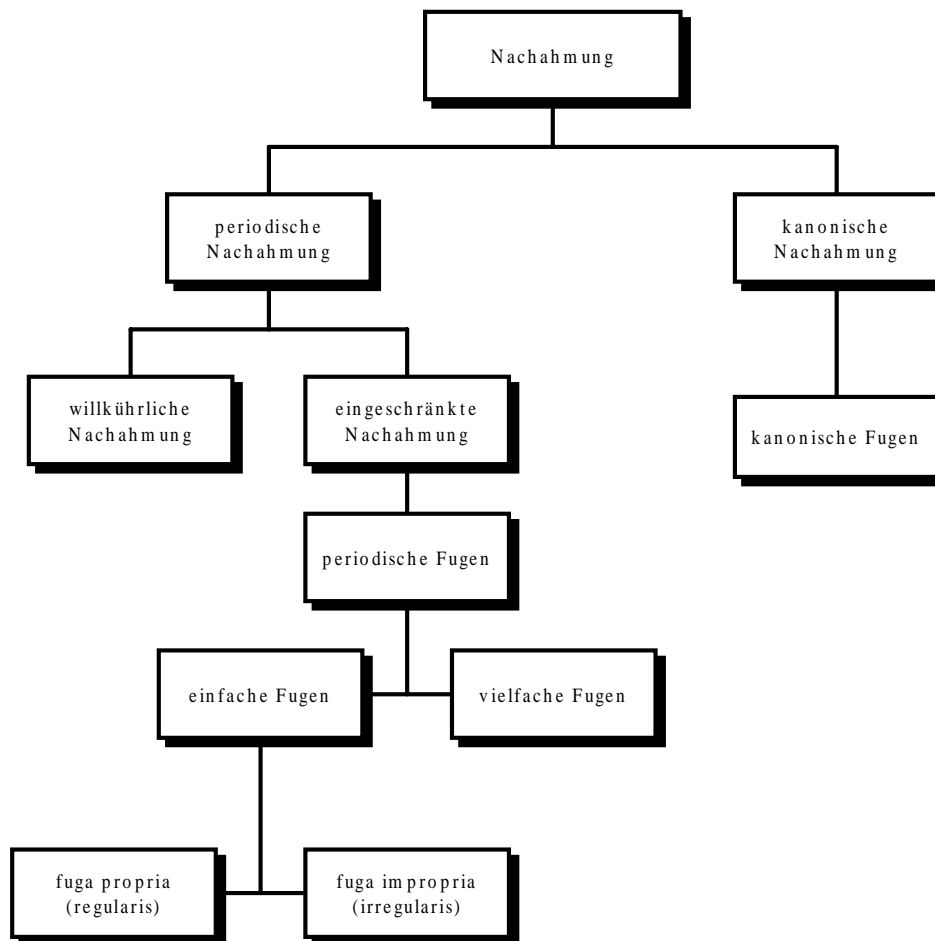 Nachahmung
periodische
Nachahmung
kanonische
Nachahmung
willkührliche
Nachahmung
eingeschränkte
Nachahmung
kanonische Fugen
periodische Fugen
einfache Fugen
vielfache Fugen
fuga propria
(regularis)
fuga impropria
(irregularis)